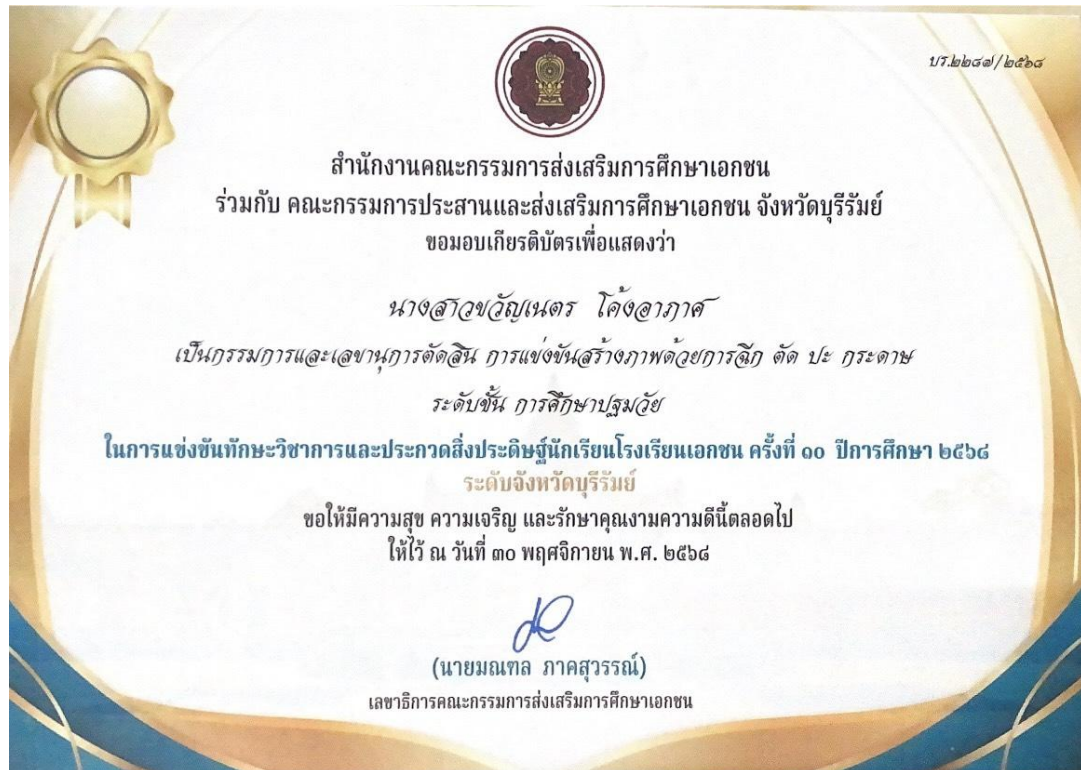 บร.๒๒๘๗/๒๕๖๘
สำนักงานคณะกรรมการส่งเสริมการศึกษาเอกชน
ร่วมกับ คณะกรรมการประสานและส่งเสริมการศึกษาเอกชน จังหวัดบุรีรัมย์
ขอมอบเกียรติบัตรเพื่อแสดงว่า
นางสาวขวัญเนตร โค้งอาภาศ
เป็นกรรมการและเลขานุการตัดสิน การแข่งขันสร้างภาพด้วยการฉีก ตัด ปะ กระดาษ
ระดับชั้น การศึกษาปฐมวัย
ในการแข่งขันทักษะวิชาการและประกวดสิ่งประดิษฐ์นักเรียนโรงเรียนเอกชน ครั้งที่ ๑๐ ปีการศึกษา ๒๕๖๘
ระดับจังหวัดบุรีรัมย์
ขอให้มีความสุข ความเจริญ และรักษาคุณงามความดีนี้ตลอดไป
ให้ไว้ ณ วันที่ ๓๐ พฤศจิกายน พ.ศ. ๒๕๖๘
(นายมณฑล ภาคสุวรรณ์)
เลขาธิการคณะกรรมการส่งเสริมการศึกษาเอกชน